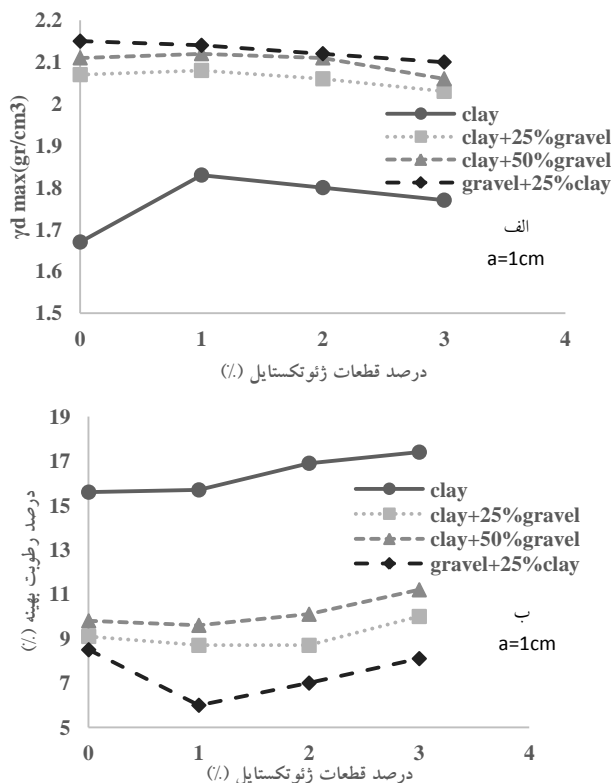 2.2
2.1
2
1.9
1.8
1.7
1.6
1.5
γd max(gr/cm3)
clay
clay+25%gravel
clay+50%gravel
gravel+25%clay
الف
a=1cm
0 1 2 3 4
درصد قطعات ژئوتکستایل (٪)
19
17
15
13
11
9
7
5
درصد رطوبت بهینه (٪)
clay
clay+25%gravel
clay+50%gravel
gravel+25%clay
ب
a=1cm
0 1 2 3 4
درصد قطعات ژئوتکستایل (٪)